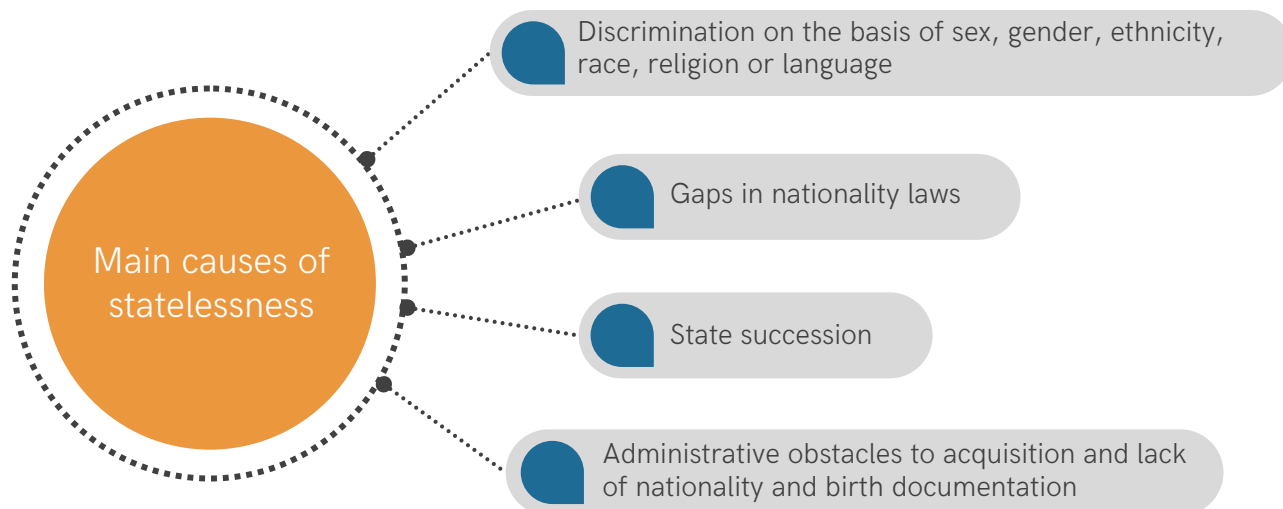 Discrimination on the basis of sex, gender, ethnicity,
race, religion or language
Gaps in nationality laws
Main causes of
statelessness
State succession
Administrative obstacles to acquisition and lack
of nationality and birth documentation